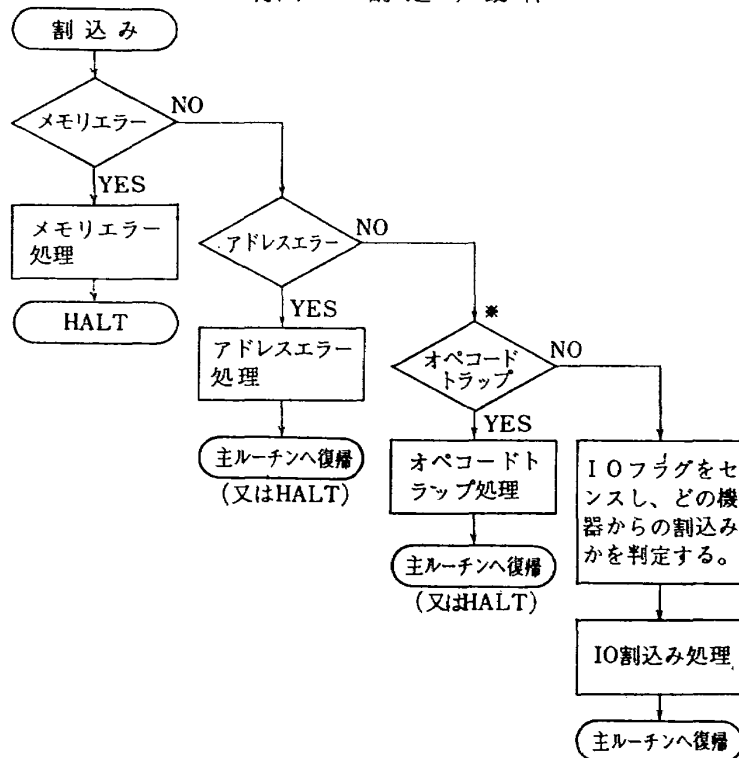 割込み
メモリエラー
NO
YES
メモリエラー
処理
HALT
アドレスエラー
NO
YES
アドレスエラー
処理
主ルーチンへ復帰
(又はHALT)
※
オペコード
トラップ
NO
YES
オペコードト
ラップ処理
主ルーチンへ復帰
(又はHALT)
IOフラグをセ
ンスし、どの機
器からの割込み
かを判定する。
IO割込み処理
主ルーチンへ復帰